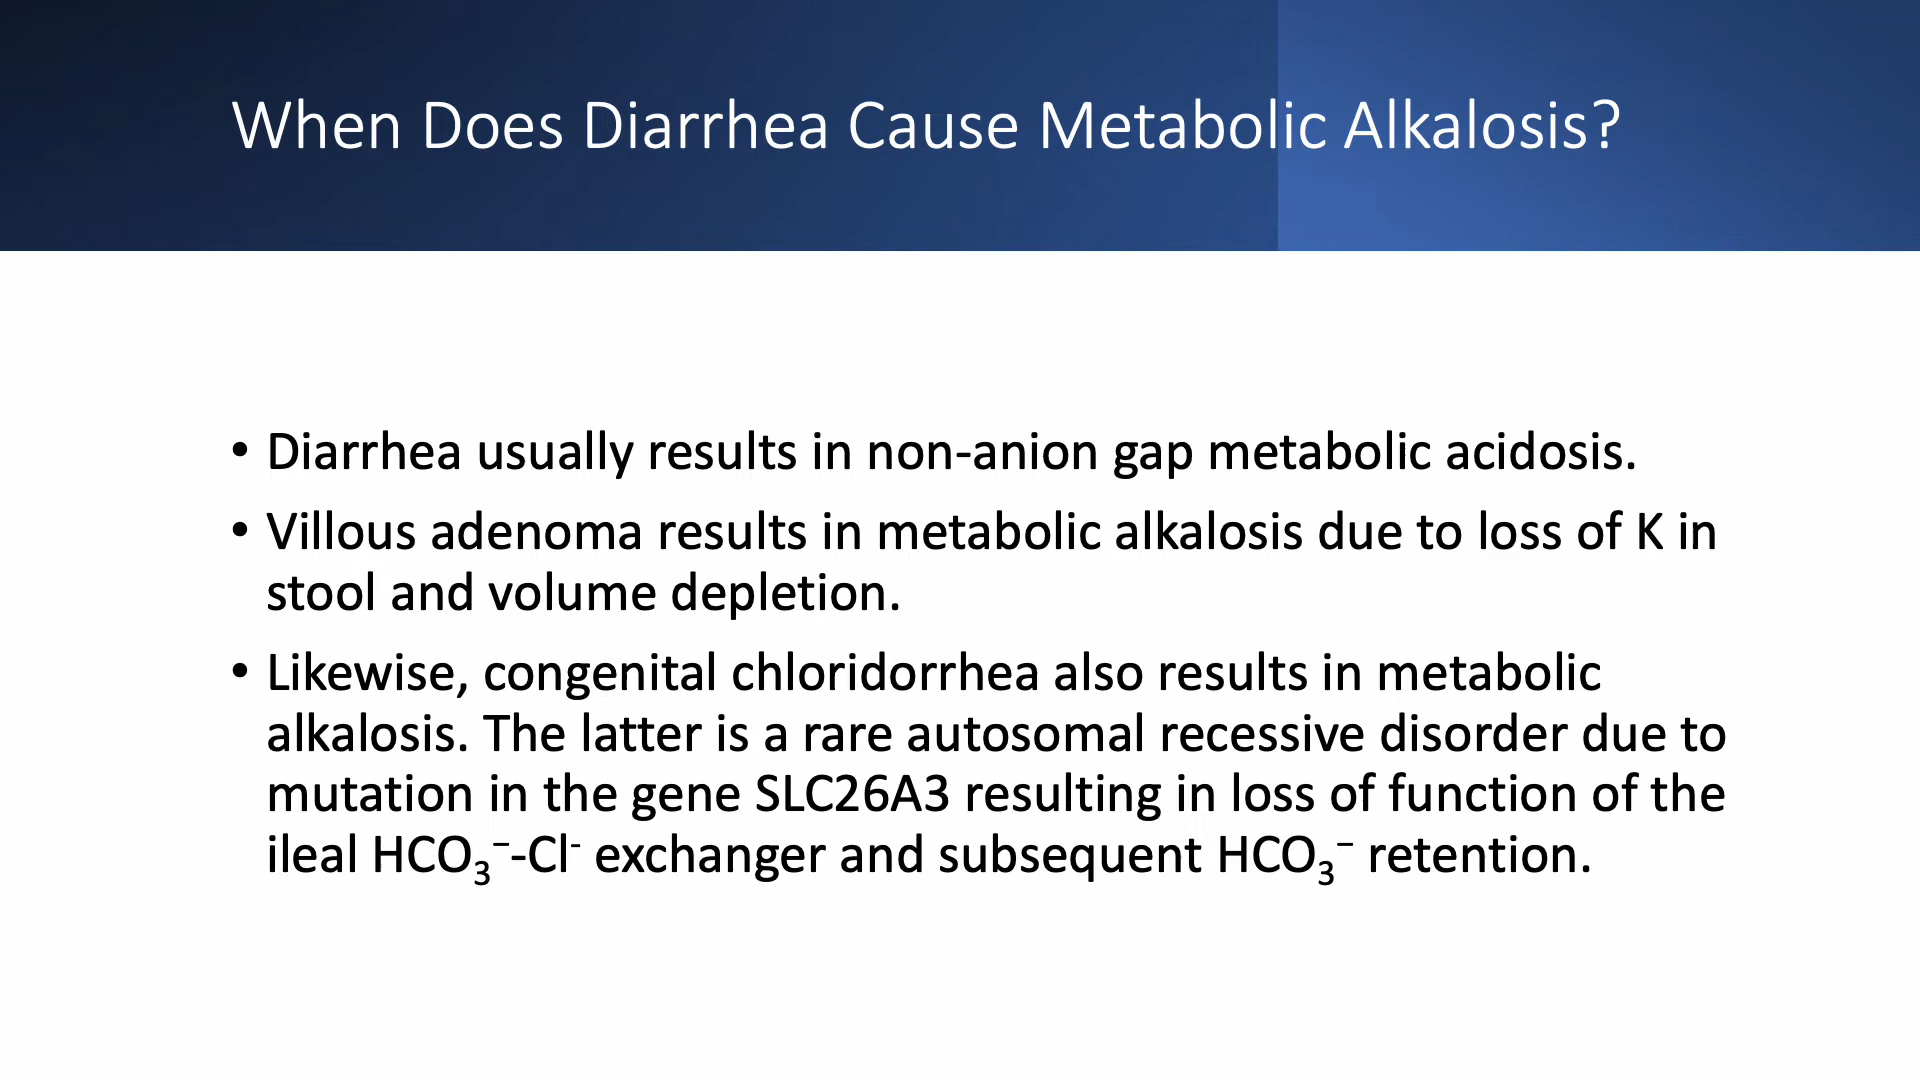 When Does Diarrhea Cause Metabolic Alkalosis?
• Diarrhea usually results in non-anion gap metabolic acidosis.
• Villous adenoma results in metabolic alkalosis due to loss of K in
stool and volume depletion.
• Likewise, congenital chloridorrhea also results in metabolic
alkalosis. The latter is a rare autosomal recessive disorder due to
mutation in the gene SLC26A3 resulting in loss of function of the
ileal HCO₃⁻-Cl⁻ exchanger and subsequent HCO₃⁻ retention.